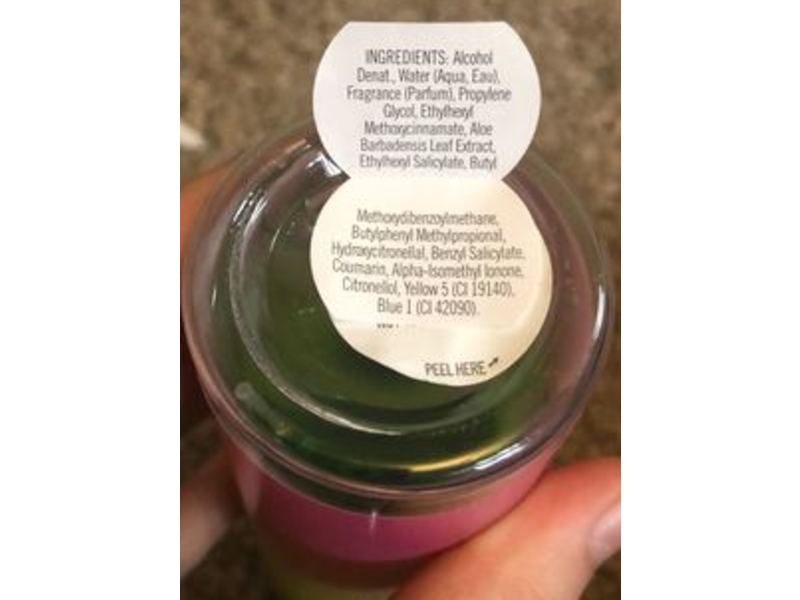 INGREDIENTS: Alcohol
Denat., Water (Aqua, Eau),
Fragrance (Parfum), Propylene
Glycol, Ethylhexyl
Methoxycinnamate, Aloe
Barbadensis Leaf Extract,
Ethylhexyl Salicylate, Butyl
Methoxydibenzoylmethane,
Butylphenyl Methylpropional,
Hydroxycitronellal, Benzyl Salicylate,
Coumarin, Alpha-Isomethyl Ionone,
Citronellol, Yellow 5 (CI 19140),
Blue 1 (CI 42090).
PEEL HERE